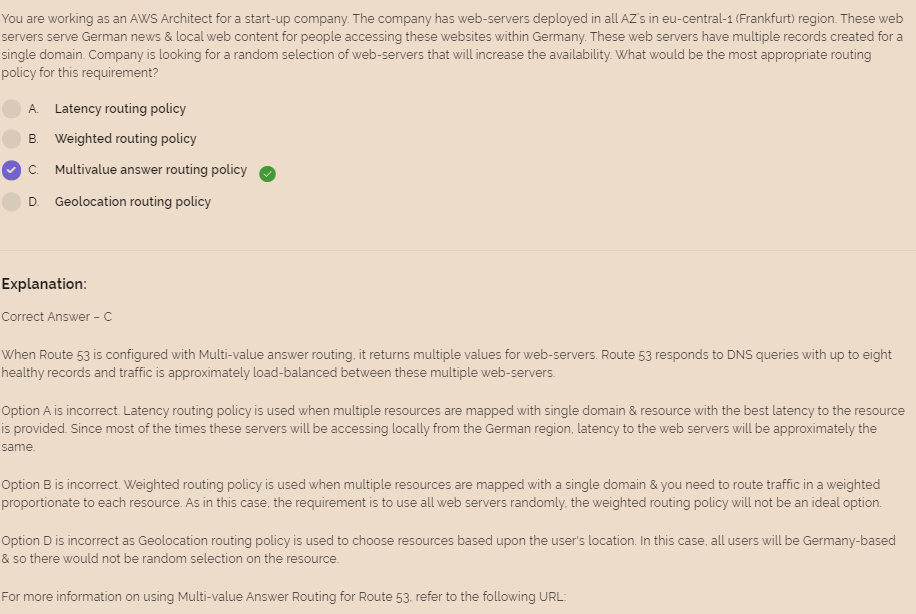 You are working as an AWS Architect for a start-up company. The company has web-servers deployed in all AZ's in eu-central-1 (Frankfurt) region. These web
servers serve German news & local web content for people accessing these websites within Germany. These web servers have multiple records created for a
single domain. Company is looking for a random selection of web-servers that will increase the availability. What would be the most appropriate routing
policy for this requirement?
A. Latency routing policy
B. Weighted routing policy
C. Multivalue answer routing policy
D. Geolocation routing policy
Explanation:
Correct Answer – C
When Route 53 is configured with Multi-value answer routing, it returns multiple values for web-servers. Route 53 responds to DNS queries with up to eight
healthy records and traffic is approximately load-balanced between these multiple web-servers.
Option A is incorrect. Latency routing policy is used when multiple resources are mapped with single domain & resource with the best latency to the resource
is provided. Since most of the times these servers will be accessing locally from the German region, latency to the web servers will be approximately the
same.
Option B is incorrect. Weighted routing policy is used when multiple resources are mapped with a single domain & you need to route traffic in a weighted
proportionate to each resource. As in this case, the requirement is to use all web servers randomly, the weighted routing policy will not be an ideal option.
Option D is incorrect as Geolocation routing policy is used to choose resources based upon the user's location. In this case, all users will be Germany-based
& so there would not be random selection on the resource.
For more information on using Multi-value Answer Routing for Route 53, refer to the following URL: